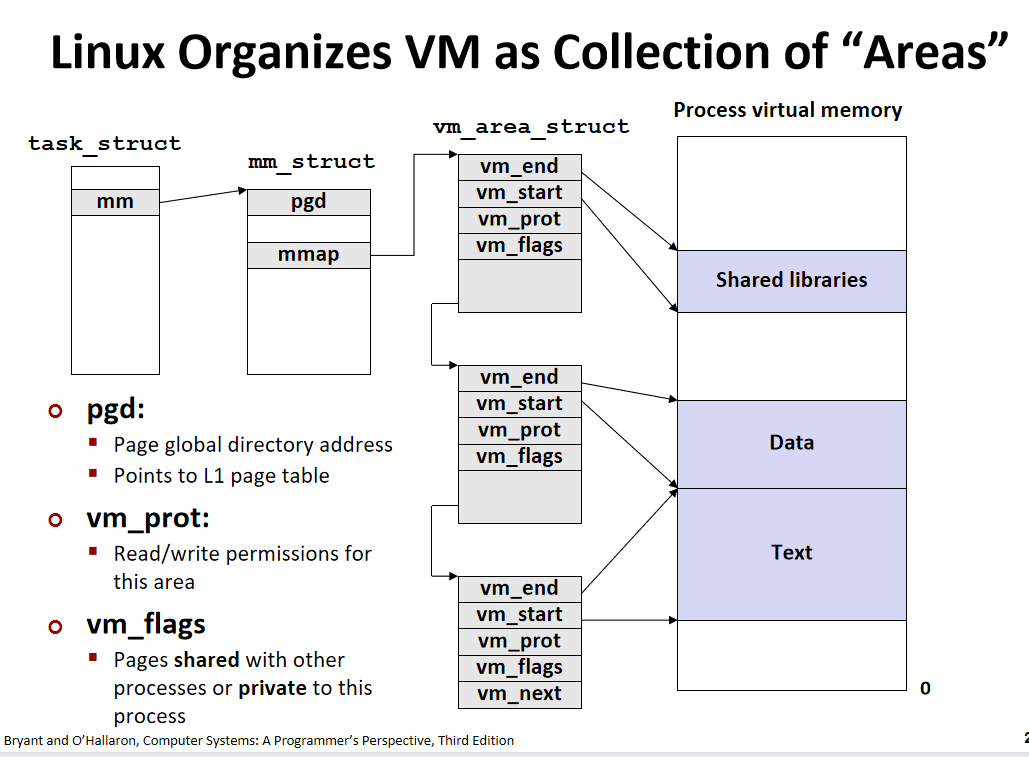 Linux Organizes VM as Collection of “Areas”
Process virtual memory
vm_area_struct
task_struct
mm_struct
mm
pgd
mmap
vm_end
vm_start
vm_prot
vm_flags
vm_end
vm_start
vm_prot
vm_flags
vm_end
vm_start
vm_prot
vm_flags
vm_next
Shared libraries
Data
Text
0
pgd:
Page global directory address
Points to L1 page table
vm_prot:
Read/write permissions for
this area
vm_flags
Pages shared with other
processes or private to this
process
Bryant and O’Hallaron, Computer Systems: A Programmer’s Perspective, Third Edition